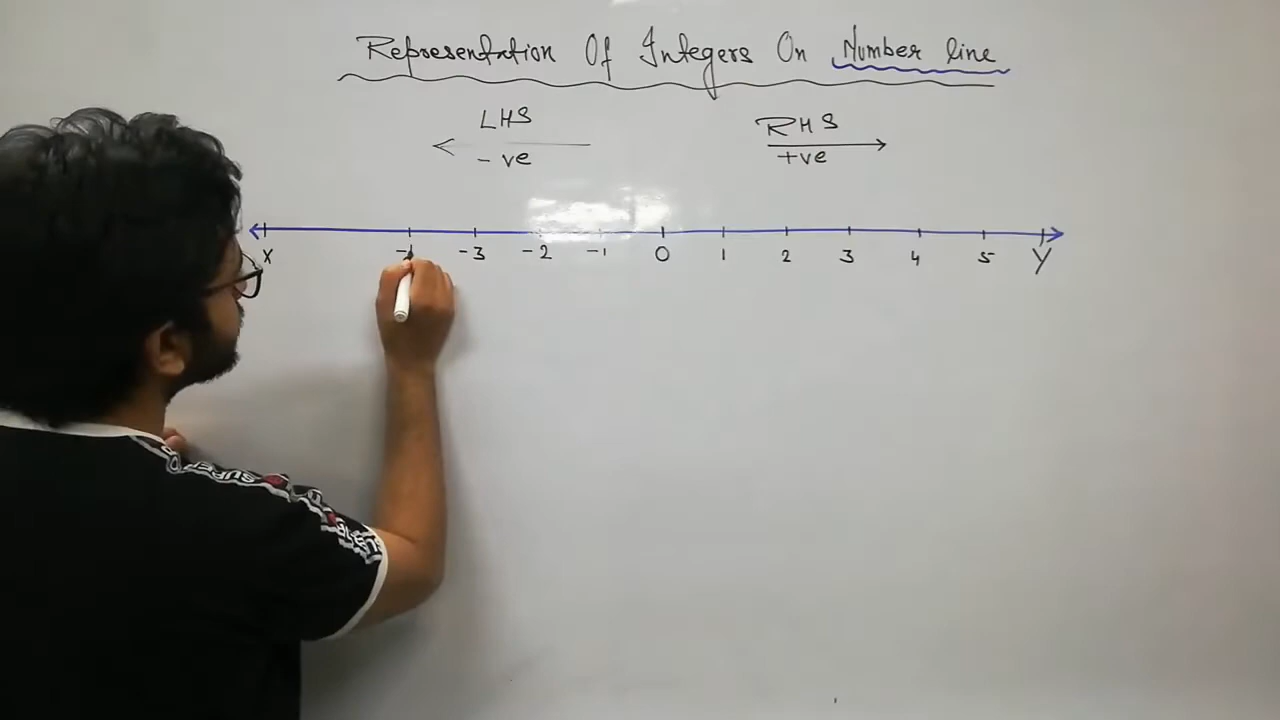 Representation Of Integers On Number line
LHS RHS
- ve +ve
X -3 -2 -1 0 1 2 3 4 5 Y
SUPER